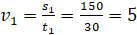 v₁ = s₁/t₁ = 150/30 = 5